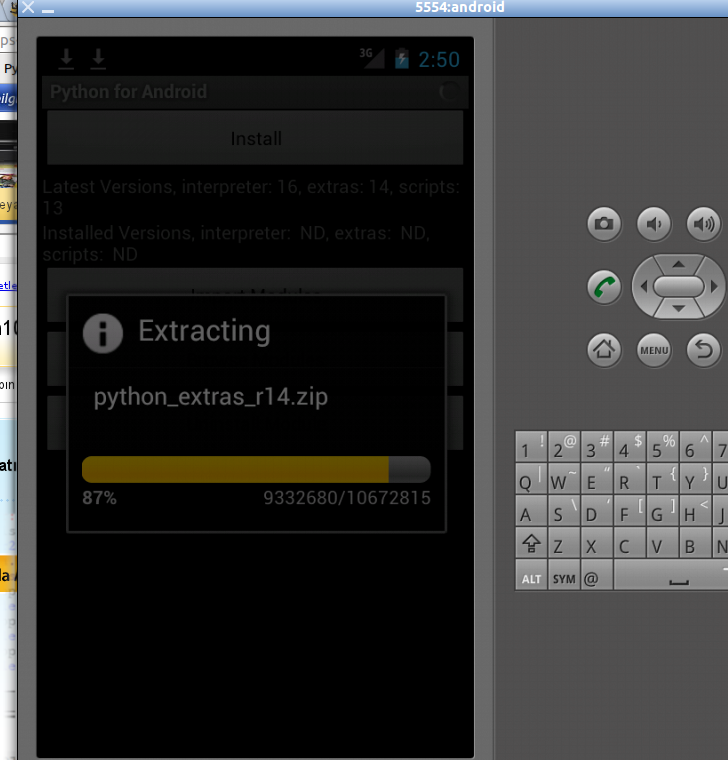 5554:android
3G 2:50
Python for Android
Install
Latest Versions, interpreter: 16, extras: 14, scripts:
13
Installed Versions, interpreter: ND, extras: ND,
scripts: ND
Extracting
python_extras_r14.zip
87% 9332680/10672815
MENU
1 ! 2 @ 3 # 4 $ 5 % 6 ^ 7
Q | W ~ E " R ` T { Y } U
A S \ D ' F [ G ] H < J
Z X C V B N
ALT SYM @